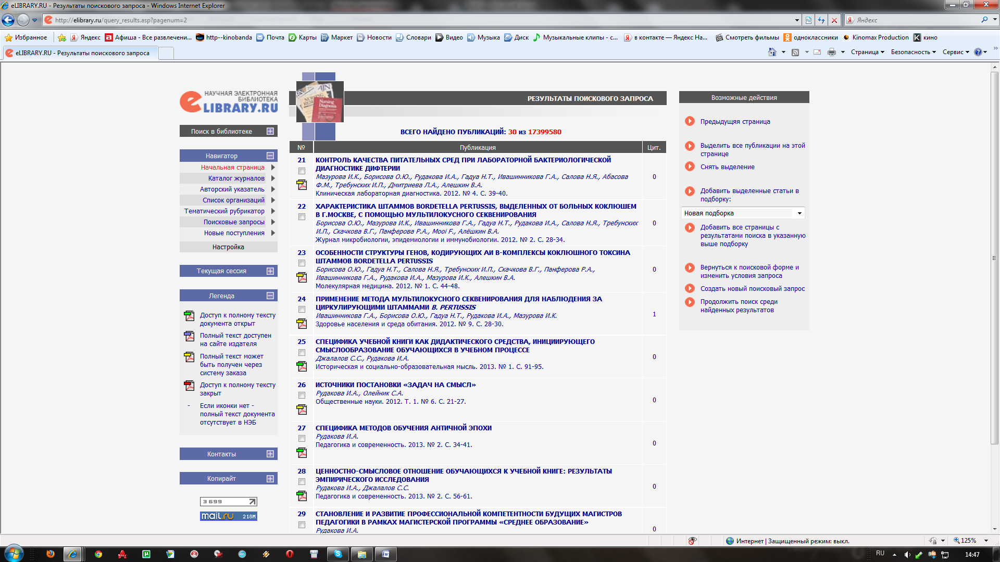 eLIBRARY.RU - Результаты поискового запроса - Windows Internet Explorer
http://elibrary.ru/query_results.asp?pagenum=2
Яндекс
Избранное
Яндекс
Афиша - Все развлечени...
http--kinobanda
Почта
Карты
Маркет
Новости
Словари
Видео
Музыка
Диск
Музыкальные клипы - с...
в контакте — Яндекс На...
Смотреть фильмы
одноклассники
Kinomax Production
кино
eLIBRARY.RU - Результаты поискового запроса
Страница
Безопасность
Сервис
НАУЧНАЯ ЭЛЕКТРОННАЯ
БИБЛИОТЕКА
eLIBRARY.RU
Поиск в библиотеке
Навигатор
Начальная страница
Каталог журналов
Авторский указатель
Список организаций
Тематический рубрикатор
Поисковые запросы
Новые поступления
Настройка
Текущая сессия
Легенда
Доступ к полному тексту
документа открыт
Полный текст доступен
на сайте издателя
Полный текст может
быть получен через
систему заказа
Доступ к полному тексту
закрыт
- Если иконки нет -
полный текст документа
отсутствует в НЭБ
Контакты
Копирайт
3699
mail.ru 218M
AJN
Nursing
Diagnosis
РЕЗУЛЬТАТЫ ПОИСКОВОГО ЗАПРОСА
ВСЕГО НАЙДЕНО ПУБЛИКАЦИЙ: 30 из 17399580
№ Публикация Цит.
21 КОНТРОЛЬ КАЧЕСТВА ПИТАТЕЛЬНЫХ СРЕД ПРИ ЛАБОРАТОРНОЙ БАКТЕРИОЛОГИЧЕСКОЙ
ДИАГНОСТИКЕ ДИФТЕРИИ
Мазурова И.К., Борисова О.Ю., Рудакова И.А., Гадуа Н.Т., Ивашинникова Г.А., Салова Н.Я., Абасова
Ф.М., Требунских И.П., Дмитриева Л.А., Алешкин В.А.
Клиническая лабораторная диагностика. 2012. № 4. С. 39-40.
0
22 ХАРАКТЕРИСТИКА ШТАММОВ BORDETELLA PERTUSSIS, ВЫДЕЛЕННЫХ ОТ БОЛЬНЫХ КОКЛЮШЕМ
В Г.МОСКВЕ, С ПОМОЩЬЮ МУЛЬТИЛОКУСНОГО СЕКВЕНИРОВАНИЯ
Борисова О.Ю., Мазурова И.К., Ивашинникова Г.А., Гадуа Н.Т., Рудакова И.А., Салова Н.Я., Требунских
И.П., Скачкова В.Г., Панферова Р.А., Mooi F., Алёшкин В.А.
Журнал микробиологии, эпидемиологии и иммунобиологии. 2012. № 2. С. 28-34.
0
23 ОСОБЕННОСТИ СТРУКТУРЫ ГЕНОВ, КОДИРУЮЩИХ АИ В-КОМПЛЕКСЫ КОКЛЮШНОГО ТОКСИНА
ШТАММОВ BORDETELLA PERTUSSIS
Борисова О.Ю., Гадуа Н.Т., Салова Н.Я., Требунских И.П., Скачкова В.Г., Панферова Р.А.,
Ивашинникова Г.А., Рудакова И.А., Мазурова И.К., Алешкин В.А.
Молекулярная медицина. 2012. № 1. С. 44-48.
0
24 ПРИМЕНЕНИЕ МЕТОДА МУЛЬТИЛОКУСНОГО СЕКВЕНИРОВАНИЯ ДЛЯ НАБЛЮДЕНИЯ ЗА
ЦИРКУЛИРУЮЩИМИ ШТАММАМИ B. PERTUSSIS
Ивашинникова Г.А., Борисова О.Ю., Гадуа Н.Т., Рудакова И.А., Мазурова И.К.
Здоровье населения и среда обитания. 2012. № 9. С. 28-30.
1
25 СПЕЦИФИКА УЧЕБНОЙ КНИГИ КАК ДИДАКТИЧЕСКОГО СРЕДСТВА, ИНИЦИИРУЮЩЕГО
СМЫСЛООБРАЗОВАНИЕ ОБУЧАЮЩИХСЯ В УЧЕБНОМ ПРОЦЕССЕ
Джалалов С.С., Рудакова И.А.
Историческая и социально-образовательная мысль. 2013. № 1. С. 91-95.
0
26 ИСТОЧНИКИ ПОСТАНОВКИ «ЗАДАЧ НА СМЫСЛ»
Рудакова И.А., Олейник С.А.
Общественные науки. 2012. Т. 1. № 6. С. 21-27.
0
27 СПЕЦИФИКА МЕТОДОВ ОБУЧЕНИЯ АНТИЧНОЙ ЭПОХИ
Рудакова И.А.
Педагогика и современность. 2013. № 2. С. 34-41.
0
28 ЦЕННОСТНО-СМЫСЛОВОЕ ОТНОШЕНИЕ ОБУЧАЮЩИХСЯ К УЧЕБНОЙ КНИГЕ: РЕЗУЛЬТАТЫ
ЭМПИРИЧЕСКОГО ИССЛЕДОВАНИЯ
Рудакова И.А., Джалалов С.С.
Педагогика и современность. 2013. № 2. С. 56-61.
0
29 СТАНОВЛЕНИЕ И РАЗВИТИЕ ПРОФЕССИОНАЛЬНОЙ КОМПЕТЕНТНОСТИ БУДУЩИХ МАГИСТРОВ
ПЕДАГОГИКИ В РАМКАХ МАГИСТЕРСКОЙ ПРОГРАММЫ «СРЕДНЕЕ ОБРАЗОВАНИЕ»
Рудакова И.А.
0
Возможные действия
Предыдущяя страница
Выделить все публикации на этой
странице
Снять выделение
Добавить выделенные статьи в
подборку:
Новая подборка
Добавить все страницы с
результатами поиска в указанную
выше подборку
Вернуться к поисковой форме и
изменить условия запроса
Создать новый поисковый запрос
Продолжить поиск среди
найденных результатов
Интернет | Защищенный режим: выкл.
125%
RU
14:47